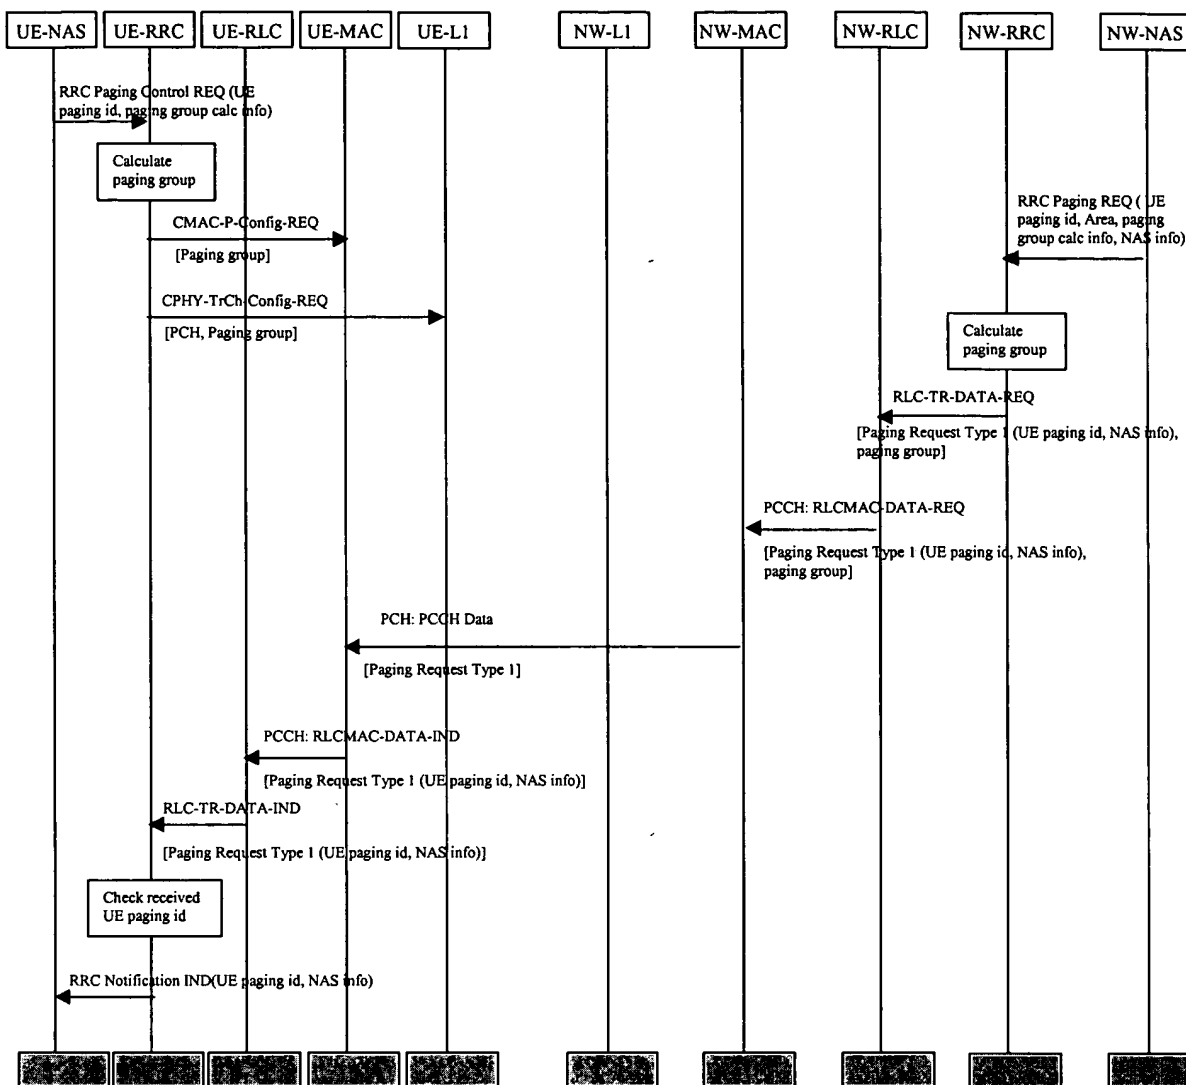 UE-NAS
UE-RRC
UE-RLC
UE-MAC
UE-L1
NW-L1
NW-MAC
NW-RLC
NW-RRC
NW-NAS
RRC Paging Control REQ (UE
paging id, paging group calc info)
Calculate
paging group
RRC Paging REQ ( UE
paging id, Area, paging
group calc info, NAS info)
CMAC-P-Config-REQ
[Paging group]
CPHY-TrCh-Config-REQ
[PCH, Paging group]
Calculate
paging group
RLC-TR-DATA-REQ
[Paging Request Type 1 (UE paging id, NAS info),
paging group]
PCCH: RLCMAC-DATA-REQ
[Paging Request Type 1 (UE paging id, NAS info),
paging group]
PCH: PCCH Data
[Paging Request Type 1]
PCCH: RLCMAC-DATA-IND
[Paging Request Type 1 (UE paging id, NAS info)]
RLC-TR-DATA-IND
[Paging Request Type 1 (UE paging id, NAS info)]
Check received
UE paging id
RRC Notification IND(UE paging id, NAS info)